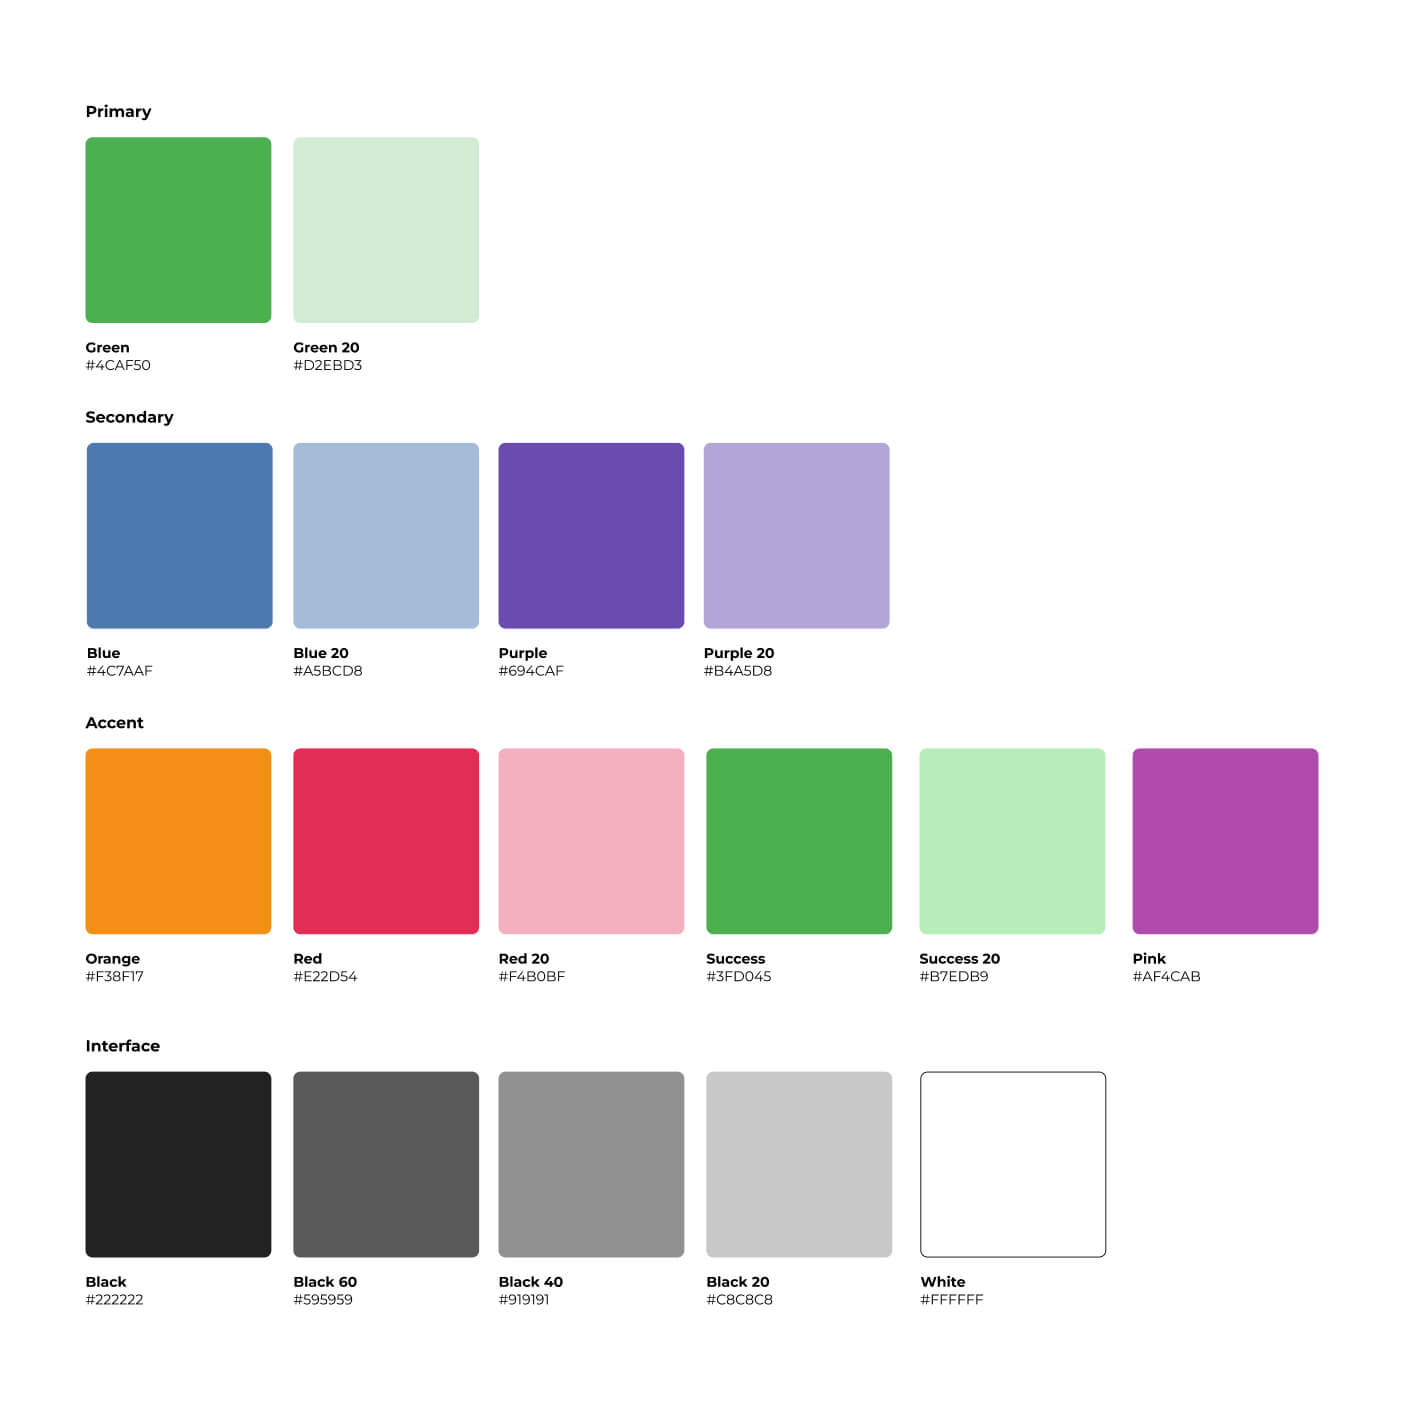 Primary
Green
#4CAF50
Green 20
#D2EBD3
Secondary
Blue
#4C7AAF
Blue 20
#A5BCD8
Purple
#694CAF
Purple 20
#B4A5D8
Accent
Orange
#F38F17
Red
#E22D54
Red 20
#F4B0BF
Success
#3FD045
Success 20
#B7EDB9
Pink
#AF4CAB
Interface
Black
#222222
Black 60
#595959
Black 40
#919191
Black 20
#C8C8C8
White
#FFFFFF